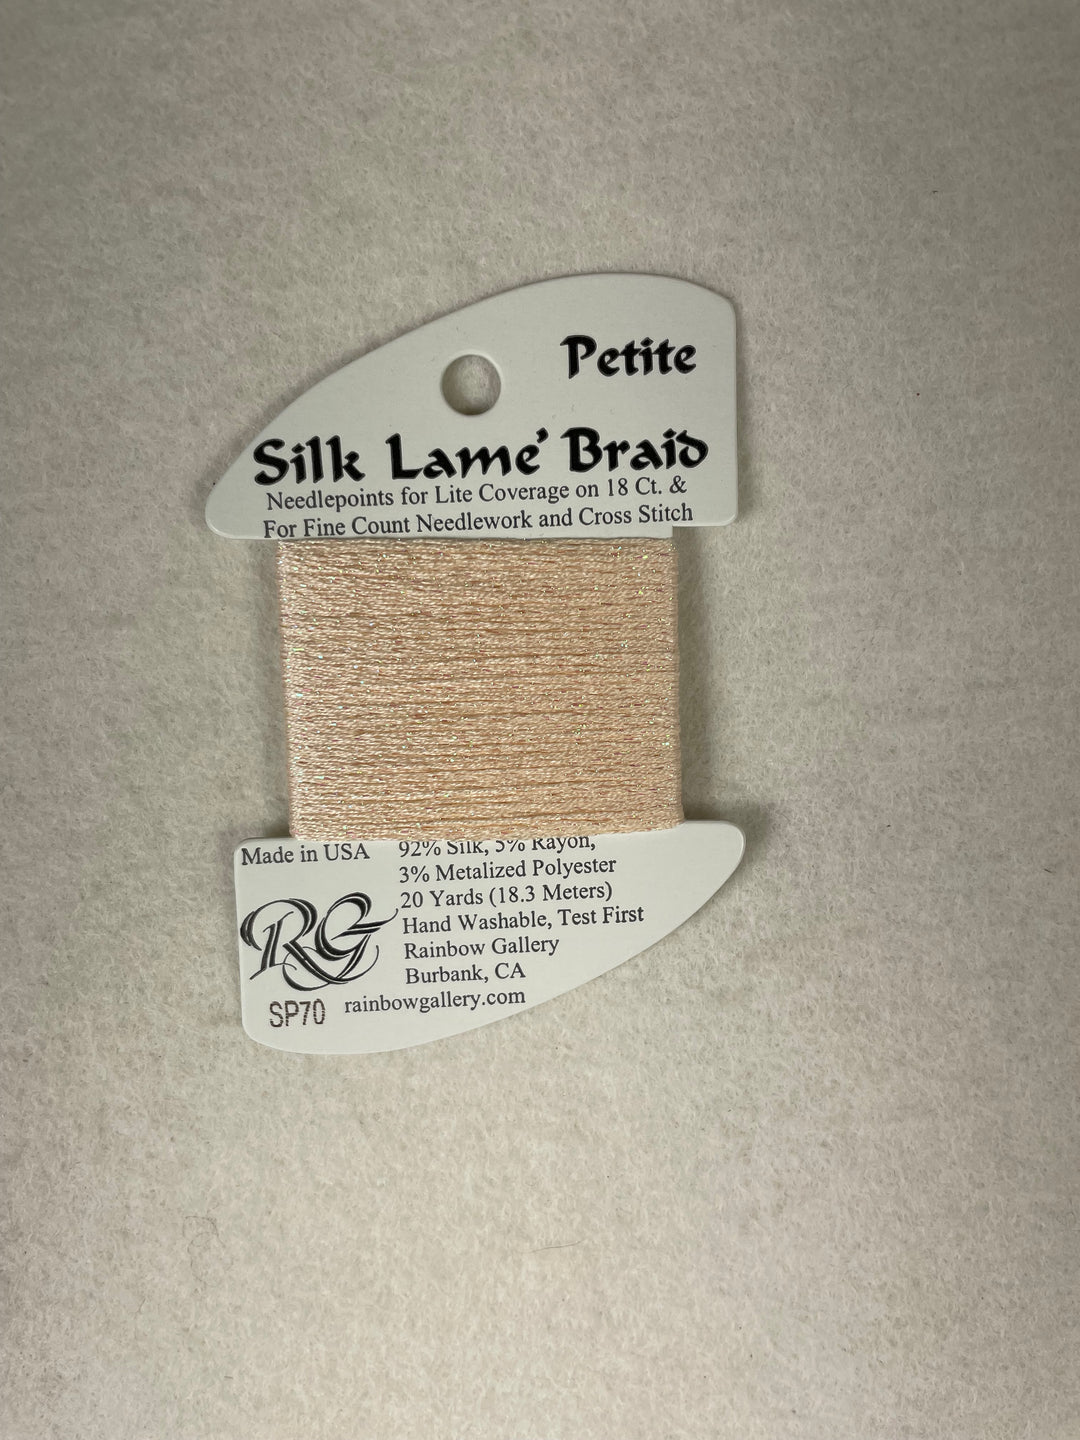 Petite
Silk Lame' Braid
Needlepoints for Lite Coverage on 18 Ct. &
For Fine Count Needlework and Cross Stitch
Made in USA
92% Silk, 5% Rayon,
3% Metalized Polyester
20 Yards (18.3 Meters)
Hand Washable, Test First
Rainbow Gallery
Burbank, CA
rainbowgallery.com
RG
SP70